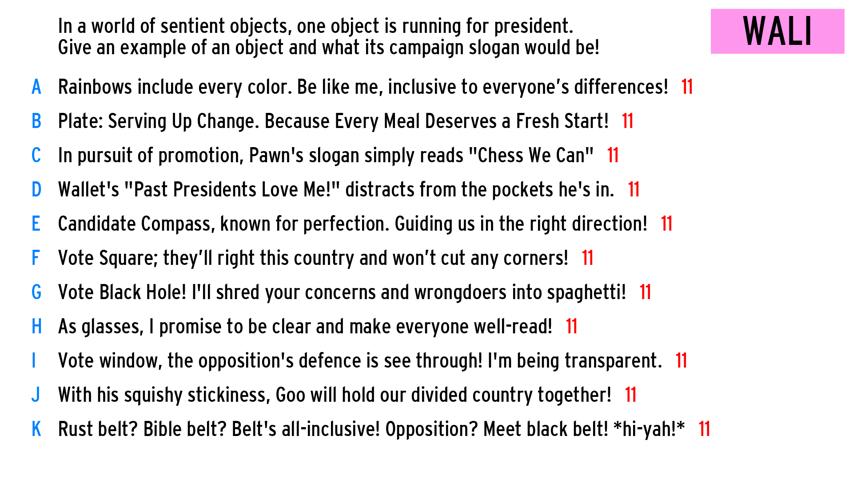 In a world of sentient objects, one object is running for president.
Give an example of an object and what its campaign slogan would be!
WALI
A Rainbows include every color. Be like me, inclusive to everyone’s differences! 11
B Plate: Serving Up Change. Because Every Meal Deserves a Fresh Start! 11
C In pursuit of promotion, Pawn's slogan simply reads "Chess We Can" 11
D Wallet's "Past Presidents Love Me!" distracts from the pockets he's in. 11
E Candidate Compass, known for perfection. Guiding us in the right direction! 11
F Vote Square; they’ll right this country and won’t cut any corners! 11
G Vote Black Hole! I'll shred your concerns and wrongdoers into spaghetti! 11
H As glasses, I promise to be clear and make everyone well-read! 11
I Vote window, the opposition's defence is see through! I'm being transparent. 11
J With his squishy stickiness, Goo will hold our divided country together! 11
K Rust belt? Bible belt? Belt's all-inclusive! Opposition? Meet black belt! *hi-yah!* 11